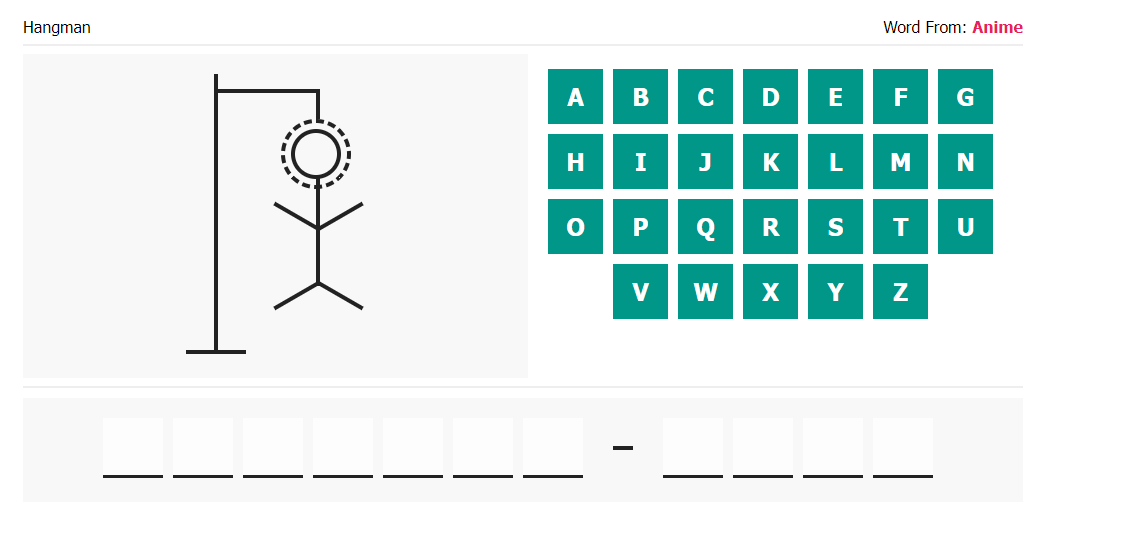 Hangman
Word From: Anime
A B C D E F G
H I J K L M N
O P Q R S T U
V W X Y Z
–